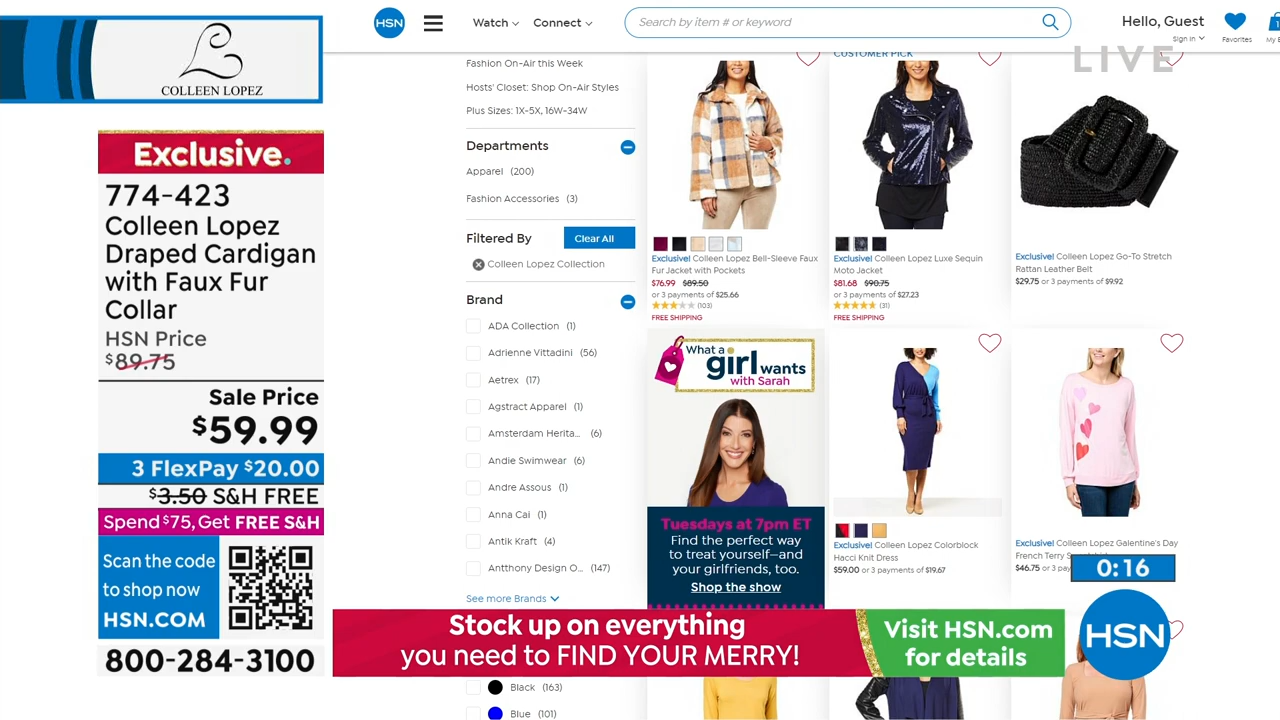 COLLEEN LOPEZ
Exclusive.
774-423
Colleen Lopez
Draped Cardigan
with Faux Fur
Collar
HSN Price
$89.75
Sale Price
$59.99
3 FlexPay $20.00
$3.50 S&H FREE
Spend $75, Get FREE S&H
Scan the code
to shop now
HSN.COM
800-284-3100
HSN
Watch
Connect
Search by item # or keyword
Hello, Guest
Sign In
Favorites
My
LIVE
Fashion On-Air this Week
Hosts' Closet: Shop On-Air Styles
Plus Sizes: 1X-5X, 16W-34W
Departments
Apparel (200)
Fashion Accessories (3)
Filtered By
Clear All
Colleen Lopez Collection
Brand
ADA Collection (1)
Adrienne Vittadini (56)
Aetrex (17)
Agstract Apparel (1)
Amsterdam Herita... (6)
Andie Swimwear (6)
Andre Assous (1)
Anna Cai (1)
Antik Kraft (4)
Antthony Design O... (147)
See more Brands
Black (163)
Blue (101)
CUSTOMER PICK
Exclusive! Colleen Lopez Bell-Sleeve Faux
Fur Jacket with Pockets
$76.99 $89.50
or 3 payments of $25.66
(103)
FREE SHIPPING
Exclusive! Colleen Lopez Luxe Sequin
Moto Jacket
$81.68 $90.75
or 3 payments of $27.23
(31)
FREE SHIPPING
Exclusive! Colleen Lopez Go-To Stretch
Rattan Leather Belt
$29.75 or 3 payments of $9.92
What a
girl wants
with Sarah
Tuesdays at 7pm ET
Find the perfect way
to treat yourself—and
your girlfriends, too.
Shop the show
Exclusive! Colleen Lopez Colorblock
Hacci Knit Dress
$59.00 or 3 payments of $19.67
Exclusive! Colleen Lopez Galentine's Day
French Terry
$46.75 or 3
0:16
Stock up on everything
you need to FIND YOUR MERRY!
Visit HSN.com
for details
HSN